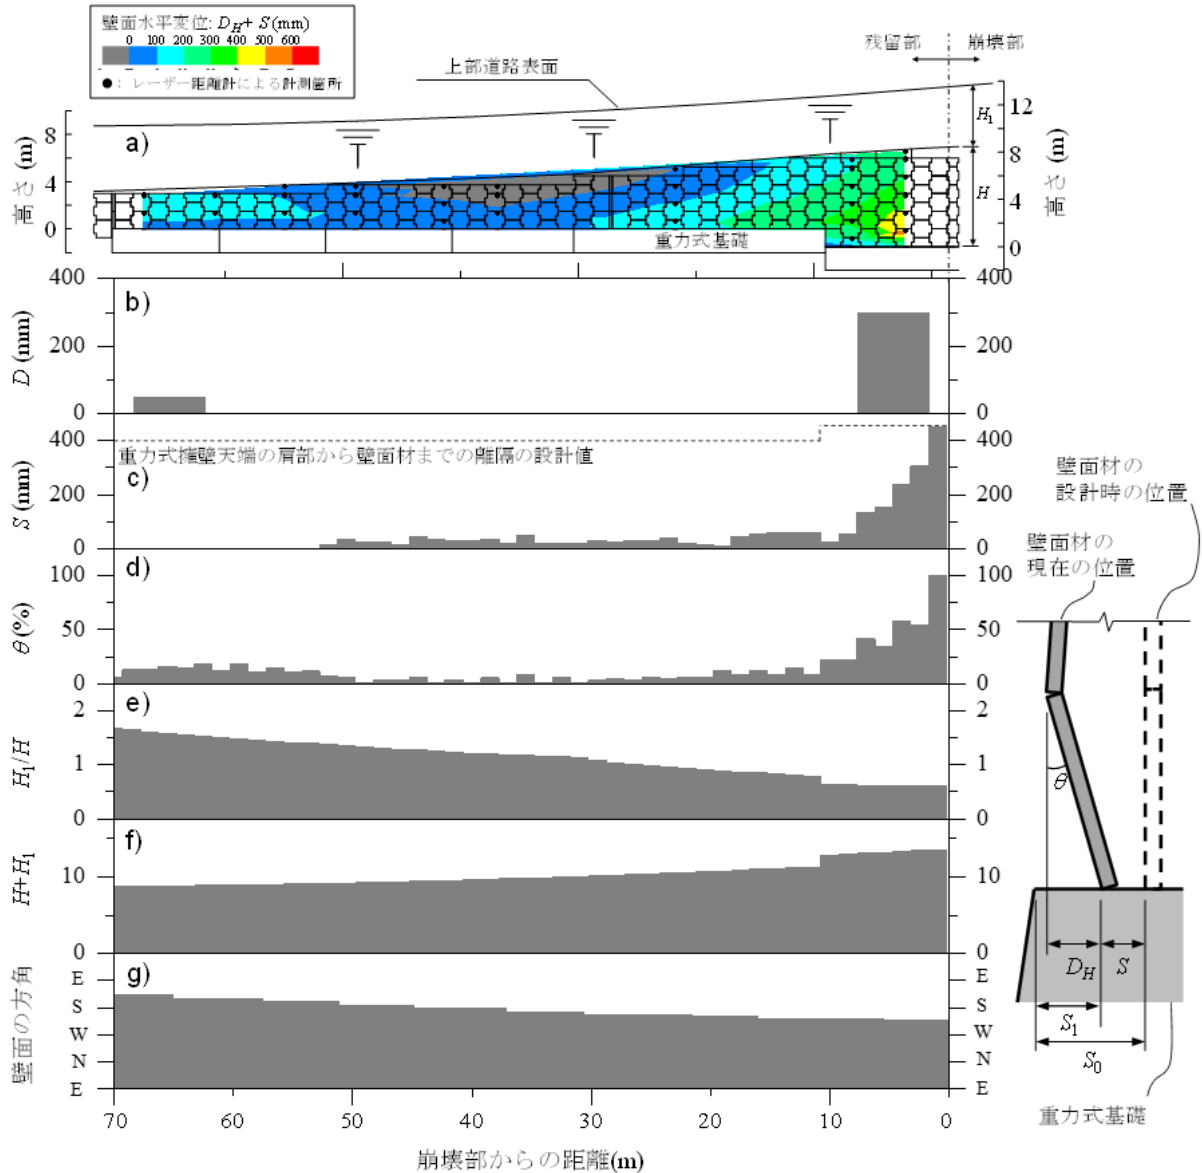 壁面水平変位: D_H + S(mm)
0 100 200 300 400 500 600
●: レーザー距離計による計測箇所
上部道路表面
残留部 崩壊部
a)
高さ (m)
8
4
0
高さ (m)
12
8
4
0
H₁
H
重力式基礎
b)
D (mm)
400
200
0
400
200
0
c)
重力式擁壁天端の肩部から壁面材までの離隔の設計値
S (mm)
400
200
0
400
200
0
d)
θ (%)
100
50
0
100
50
0
e)
H₁/H
2
1
0
2
1
0
f)
H+H₁
10
0
10
0
g)
壁面の方角
E
S
W
N
E
E
S
W
N
E
70 60 50 40 30 20 10 0
崩壊部からの距離(m)
壁面材の
設計時の位置
壁面材の
現在の位置
θ
D_H S
S₁
S₀
重力式基礎